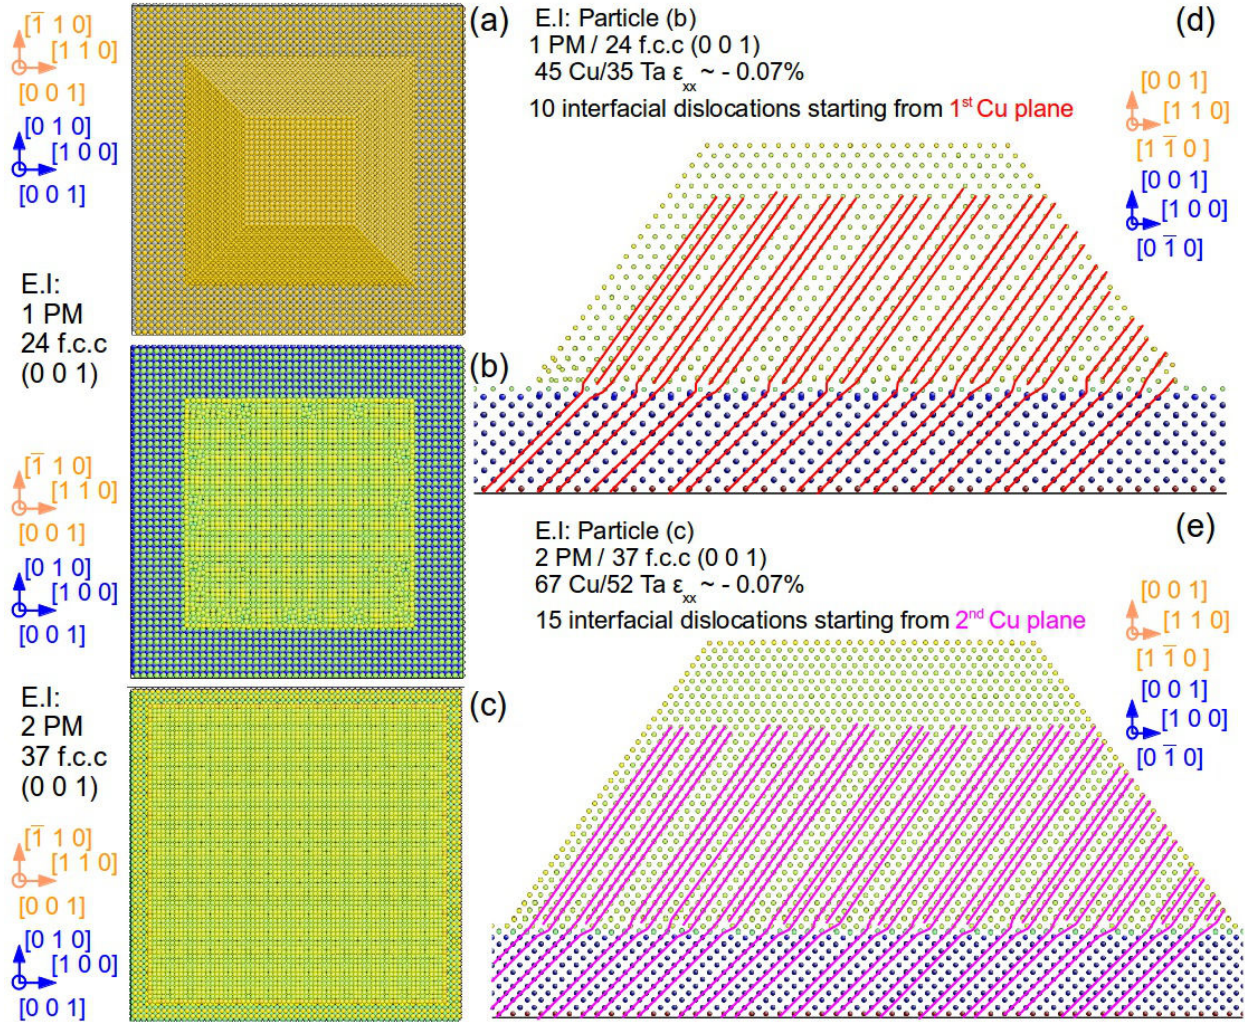 (a)
[1̅ 1 0]
[1 1 0]
[0 0 1]
[0 1 0]
[1 0 0]
[0 0 1]
E.I:
1 PM
24 f.c.c
(0 0 1)
(b)
[1̅ 1 0]
[1 1 0]
[0 0 1]
[0 1 0]
[1 0 0]
[0 0 1]
E.I:
2 PM
37 f.c.c
(0 0 1)
(c)
[1̅ 1 0]
[1 1 0]
[0 0 1]
[0 1 0]
[1 0 0]
[0 0 1]
E.I: Particle (b)
1 PM / 24 f.c.c (0 0 1)
45 Cu/35 Ta εxx ~ - 0.07%
10 interfacial dislocations starting from 1st Cu plane
(d)
[0 0 1]
[1 1 0]
[1 1̅ 0]
[0 0 1]
[1 0 0]
[0 1̅ 0]
E.I: Particle (c)
2 PM / 37 f.c.c (0 0 1)
67 Cu/52 Ta εxx ~ - 0.07%
15 interfacial dislocations starting from 2nd Cu plane
(e)
[0 0 1]
[1 1 0]
[1 1̅ 0]
[0 0 1]
[1 0 0]
[0 1̅ 0]